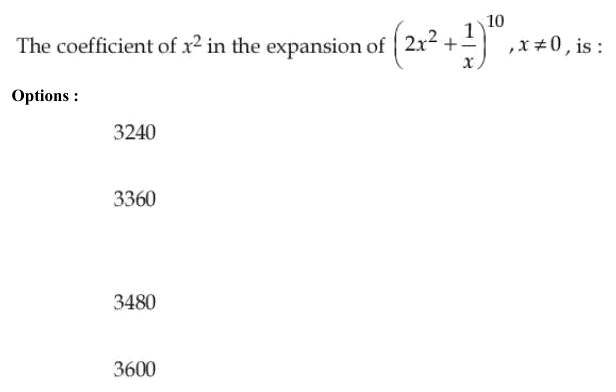 The coefficient of x² in the expansion of (2x² + 1/x)¹⁰, x ≠ 0, is :
Options :
3240
3360
3480
3600